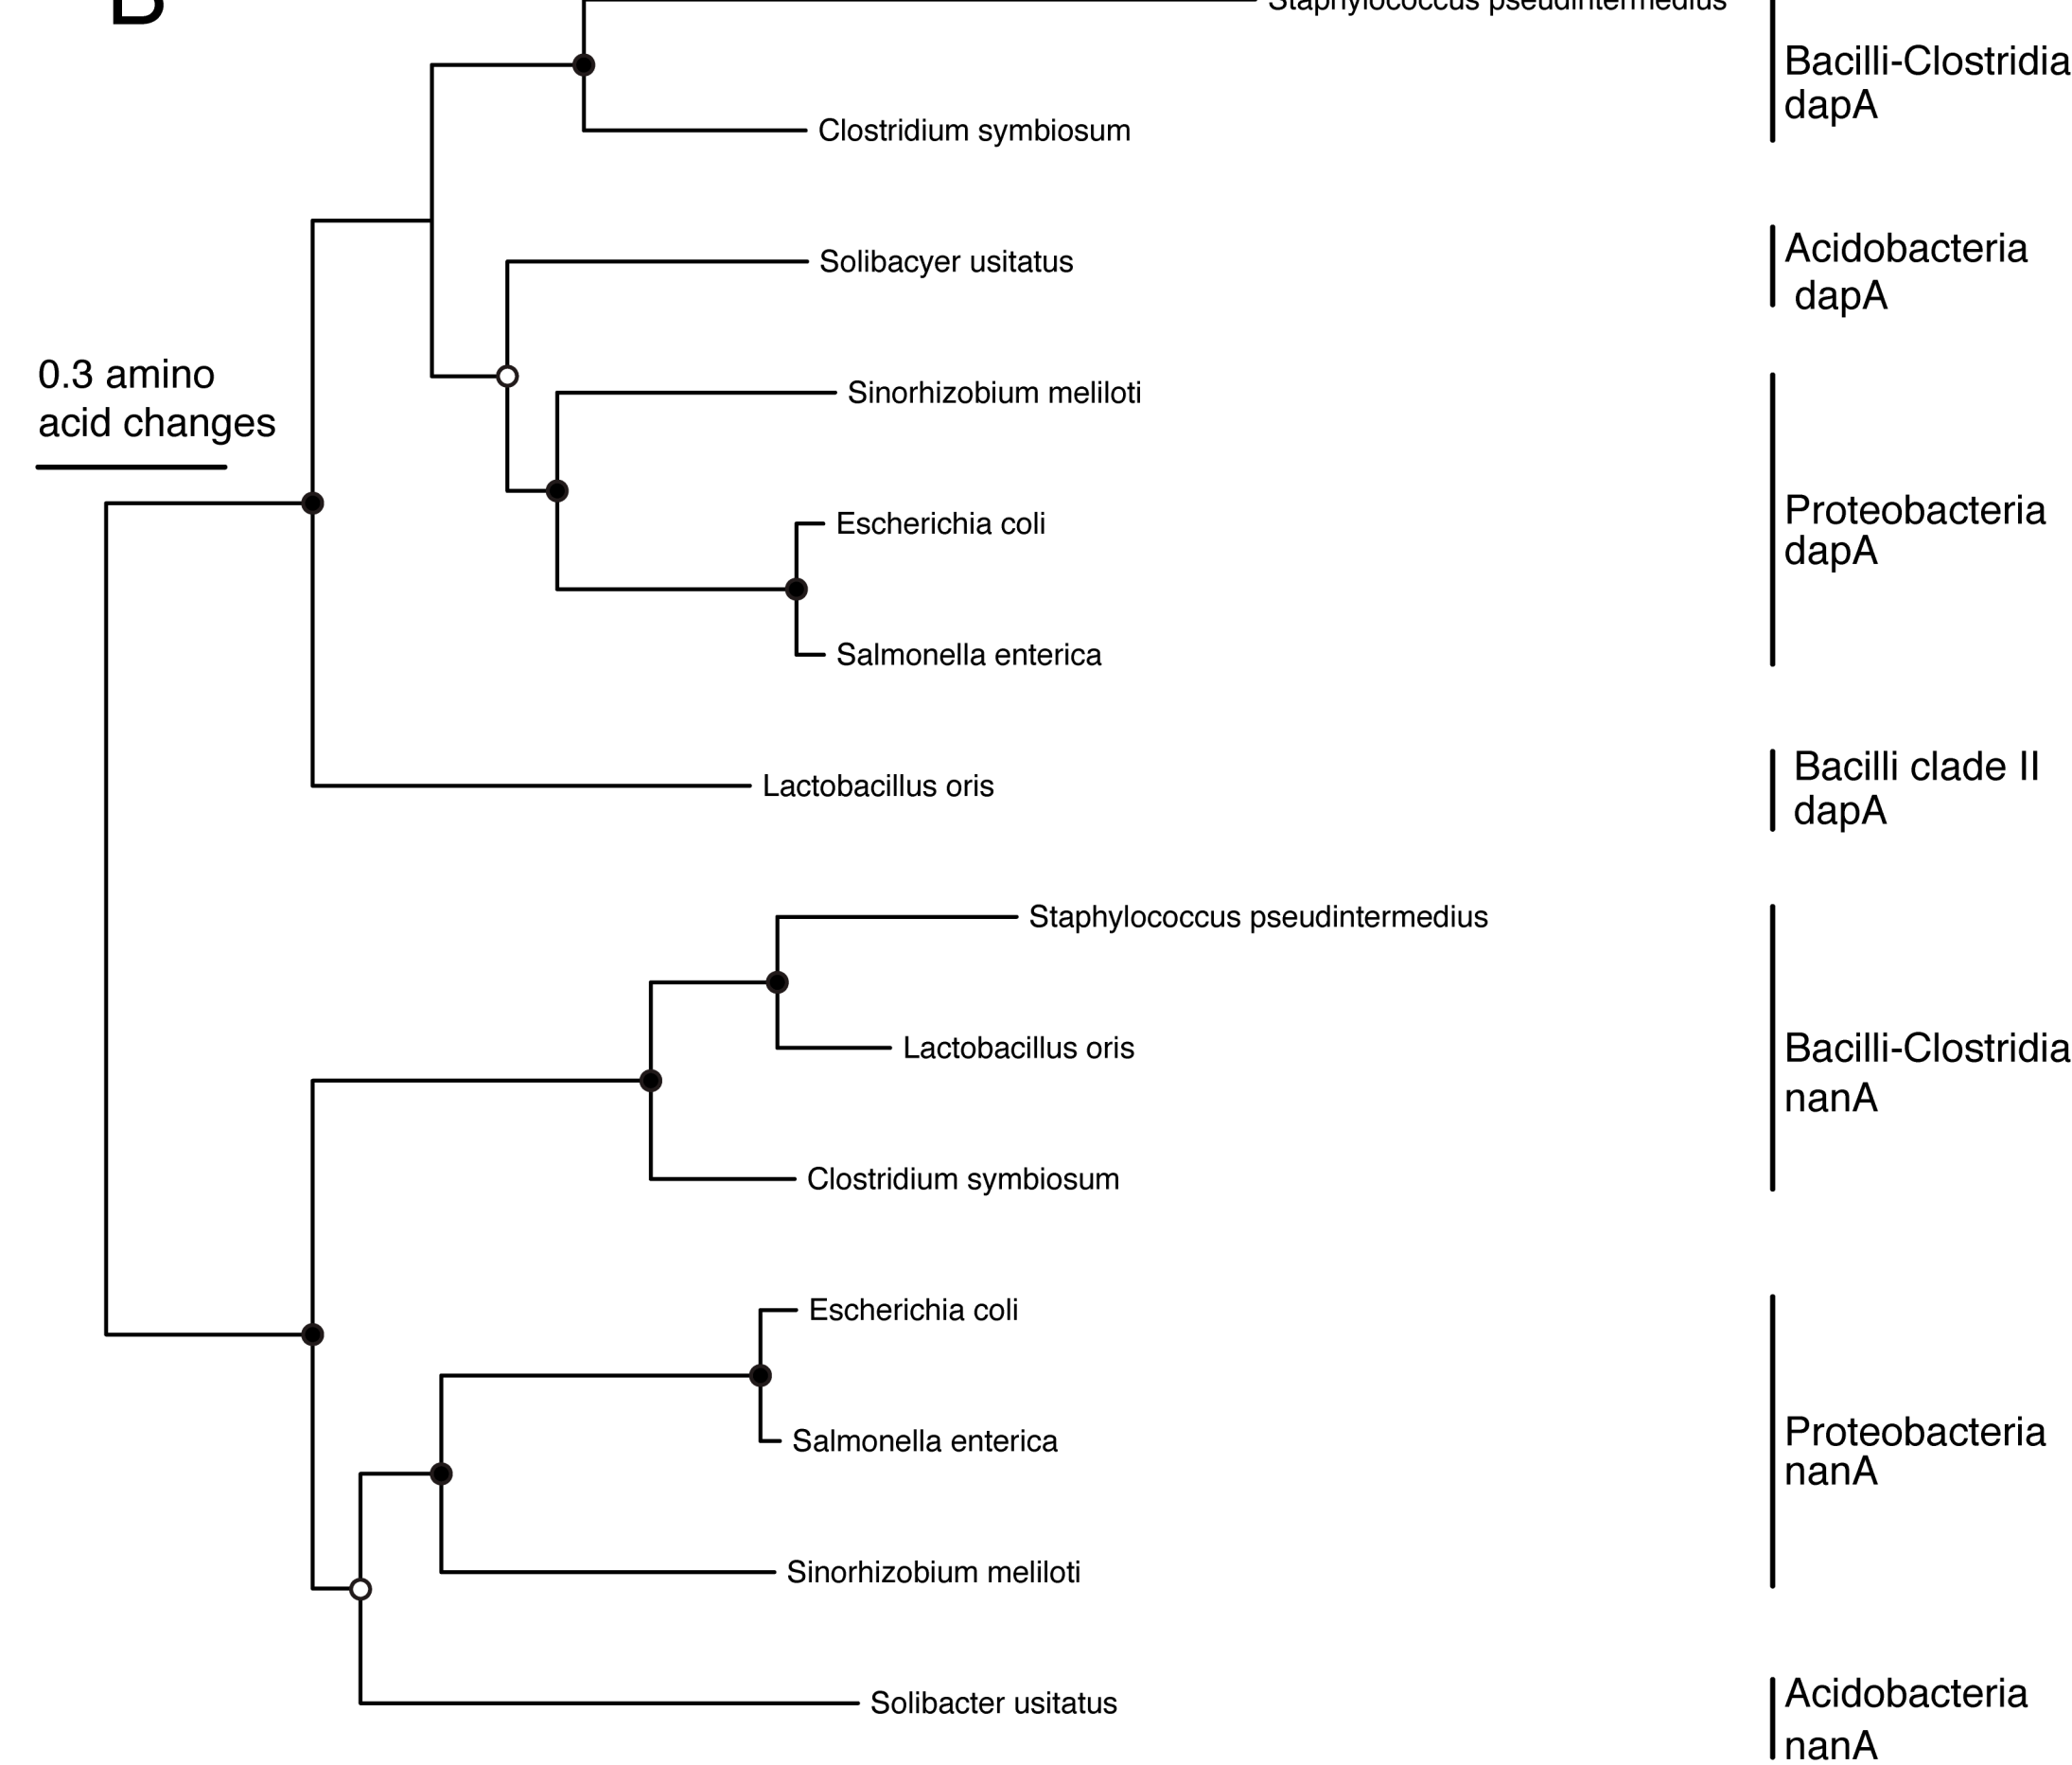 B
Staphylococcus pseudintermedius
Bacilli-Clostridia
dapA
Clostridium symbiosum
Acidobacteria
dapA
Solibacyer usitatus
0.3 amino
acid changes
Sinorhizobium meliloti
Proteobacteria
dapA
Escherichia coli
Salmonella enterica
Bacilli clade II
dapA
Lactobacillus oris
Staphylococcus pseudintermedius
Bacilli-Clostridia
nanA
Lactobacillus oris
Clostridium symbiosum
Escherichia coli
Proteobacteria
nanA
Salmonella enterica
Sinorhizobium meliloti
Acidobacteria
nanA
Solibacter usitatus